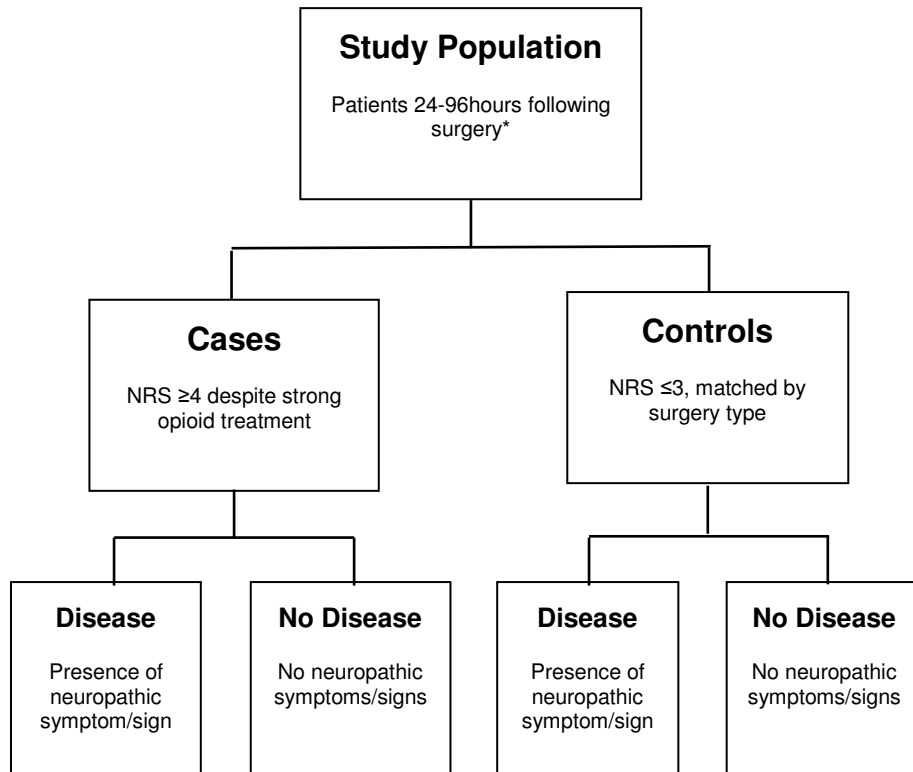 Study Population
Patients 24-96hours following
surgery*
Cases
NRS ≥4 despite strong
opioid treatment
Controls
NRS ≤3, matched by
surgery type
Disease
Presence of
neuropathic
symptom/sign
No Disease
No neuropathic
symptoms/signs
Disease
Presence of
neuropathic
symptom/sign
No Disease
No neuropathic
symptoms/signs